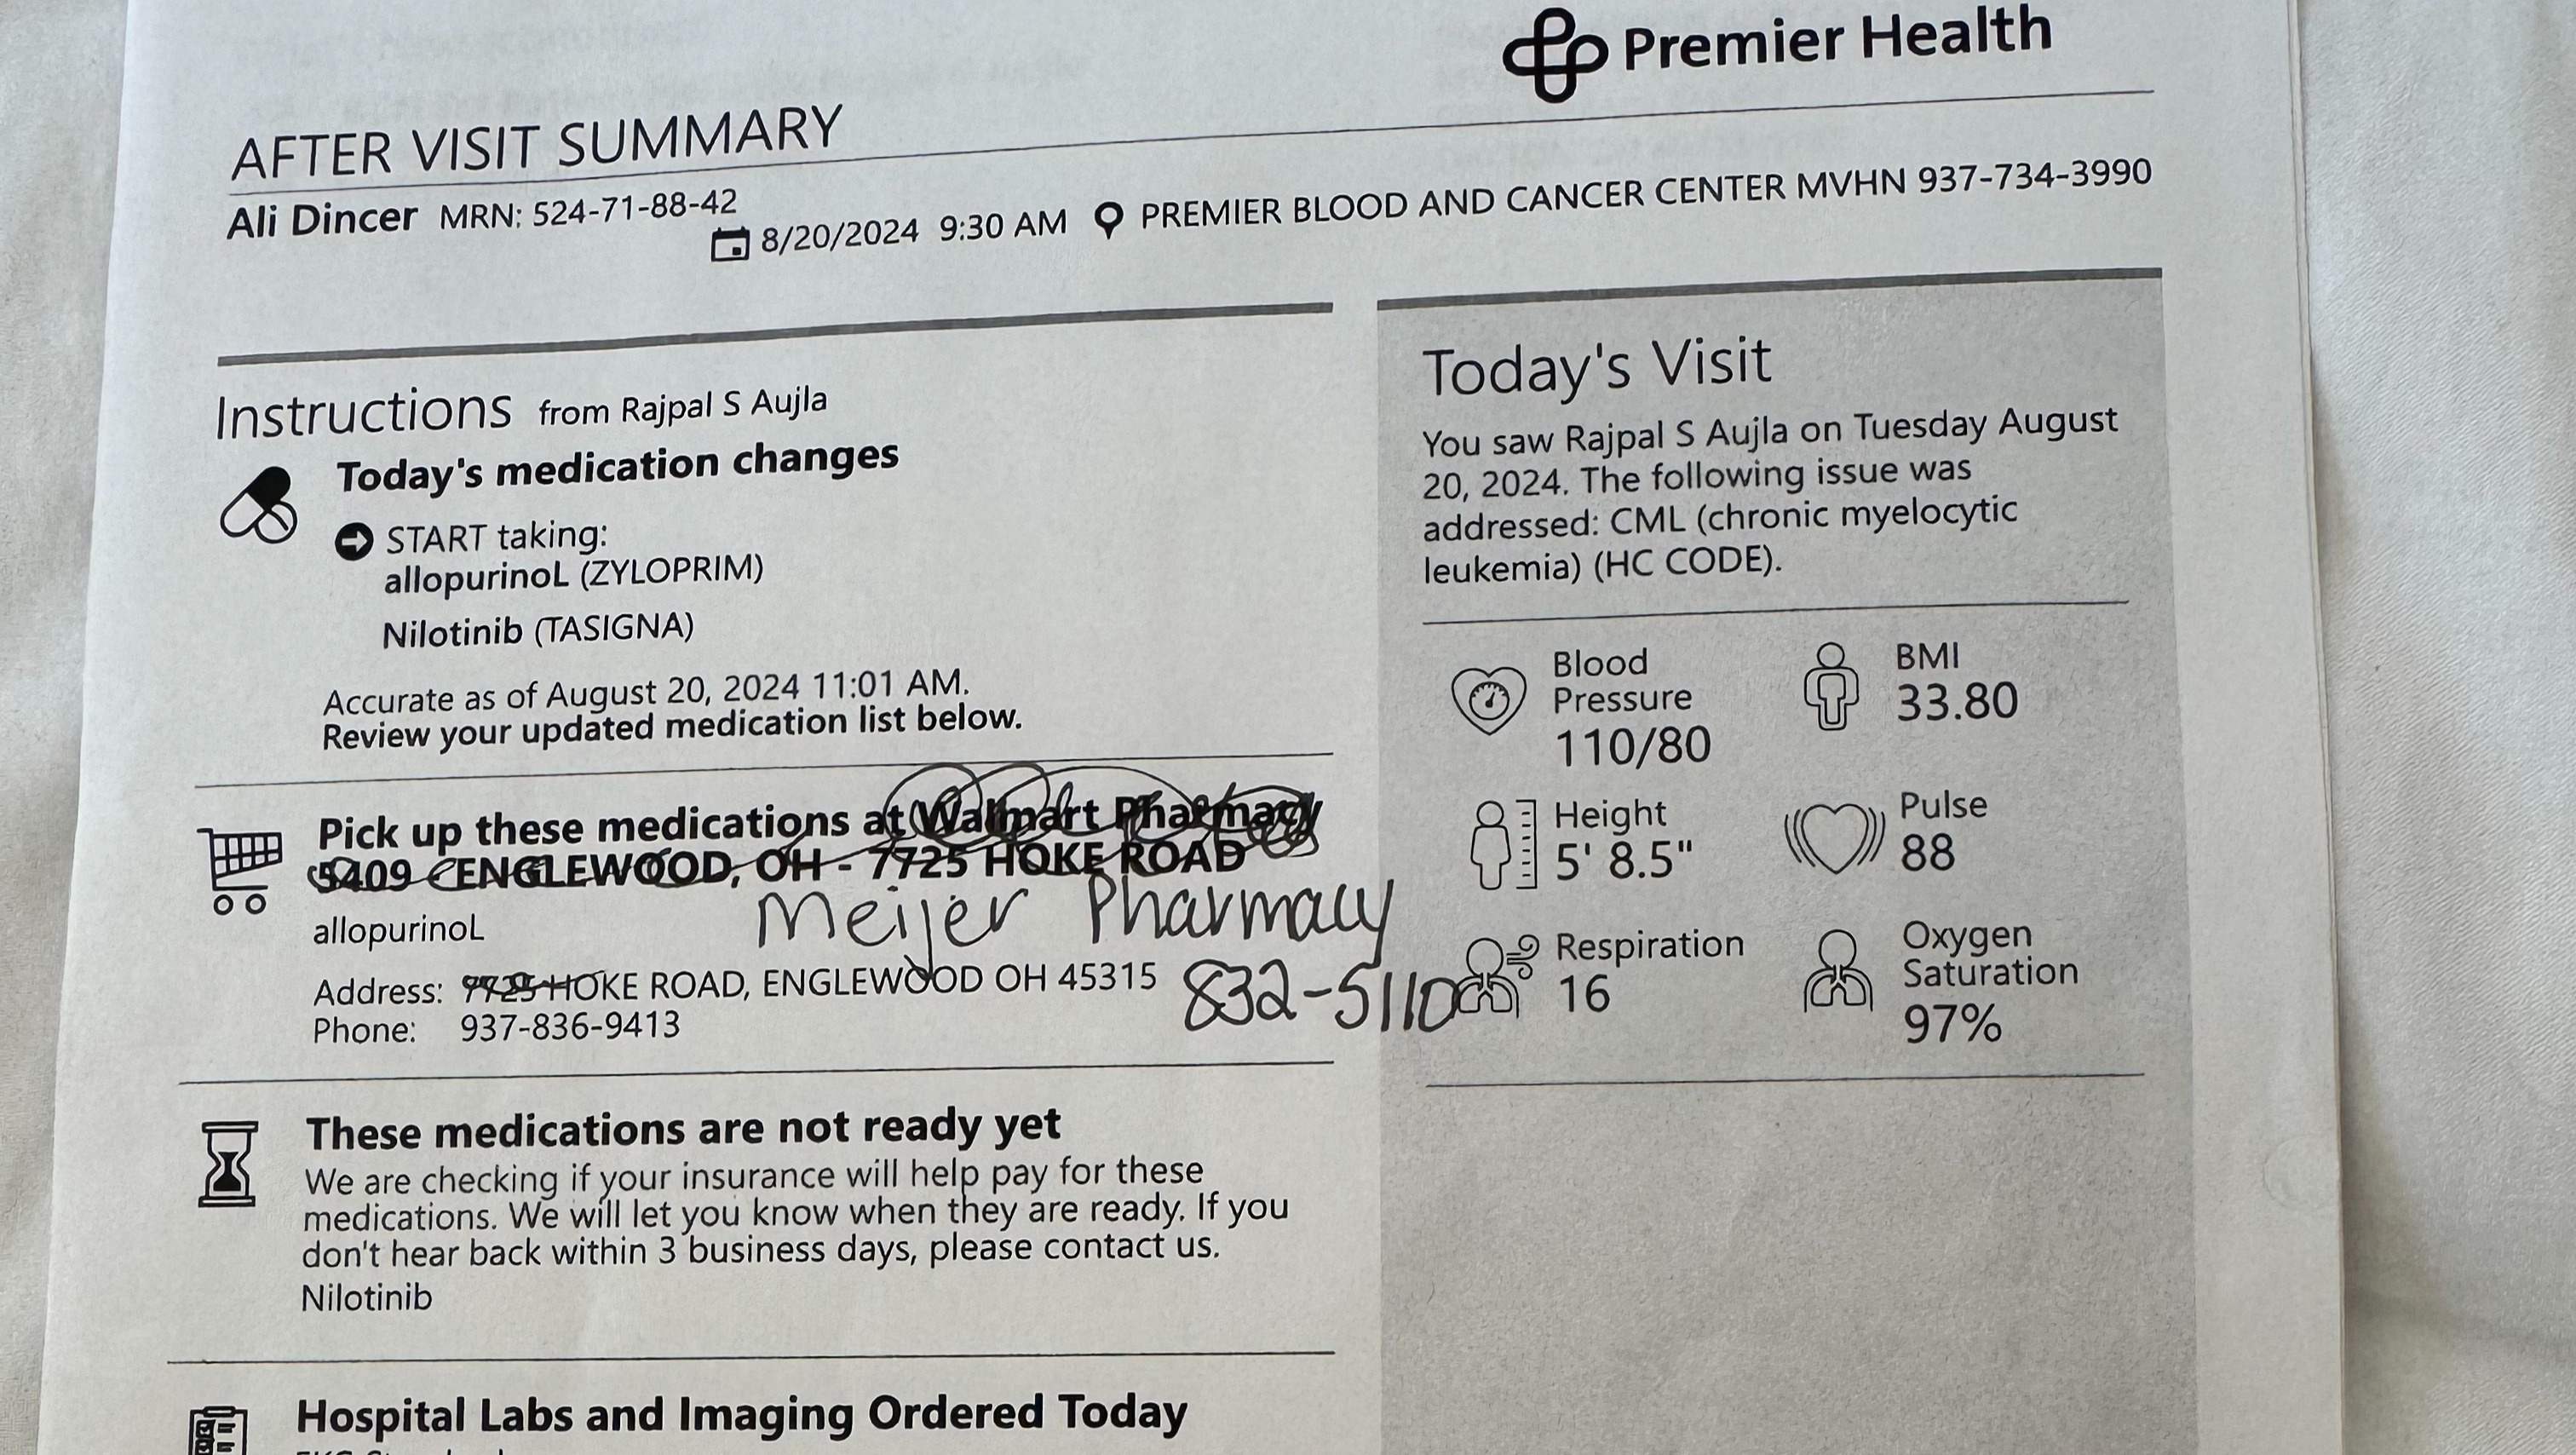 Premier Health
AFTER VISIT SUMMARY
Ali Dincer MRN: 524-71-88-42
8/20/2024 9:30 AM PREMIER BLOOD AND CANCER CENTER MVHN 937-734-3990
Instructions from Rajpal S Aujla
Today's medication changes
START taking:
allopurinoL (ZYLOPRIM)
Nilotinib (TASIGNA)
Accurate as of August 20, 2024 11:01 AM.
Review your updated medication list below.
Pick up these medications at Walmart Pharmacy
5409 - ENGLEWOOD, OH - 7725 HOKE ROAD
Meijer Pharmacy
allopurinoL
Address: 7725 HOKE ROAD, ENGLEWOOD OH 45315
832-5110
Phone: 937-836-9413
These medications are not ready yet
We are checking if your insurance will help pay for these
medications. We will let you know when they are ready. If you
don't hear back within 3 business days, please contact us.
Nilotinib
Hospital Labs and Imaging Ordered Today
Today's Visit
You saw Rajpal S Aujla on Tuesday August
20, 2024. The following issue was
addressed: CML (chronic myelocytic
leukemia) (HC CODE).
Blood
Pressure
110/80
BMI
33.80
Height
5' 8.5"
Pulse
88
Respiration
16
Oxygen
Saturation
97%